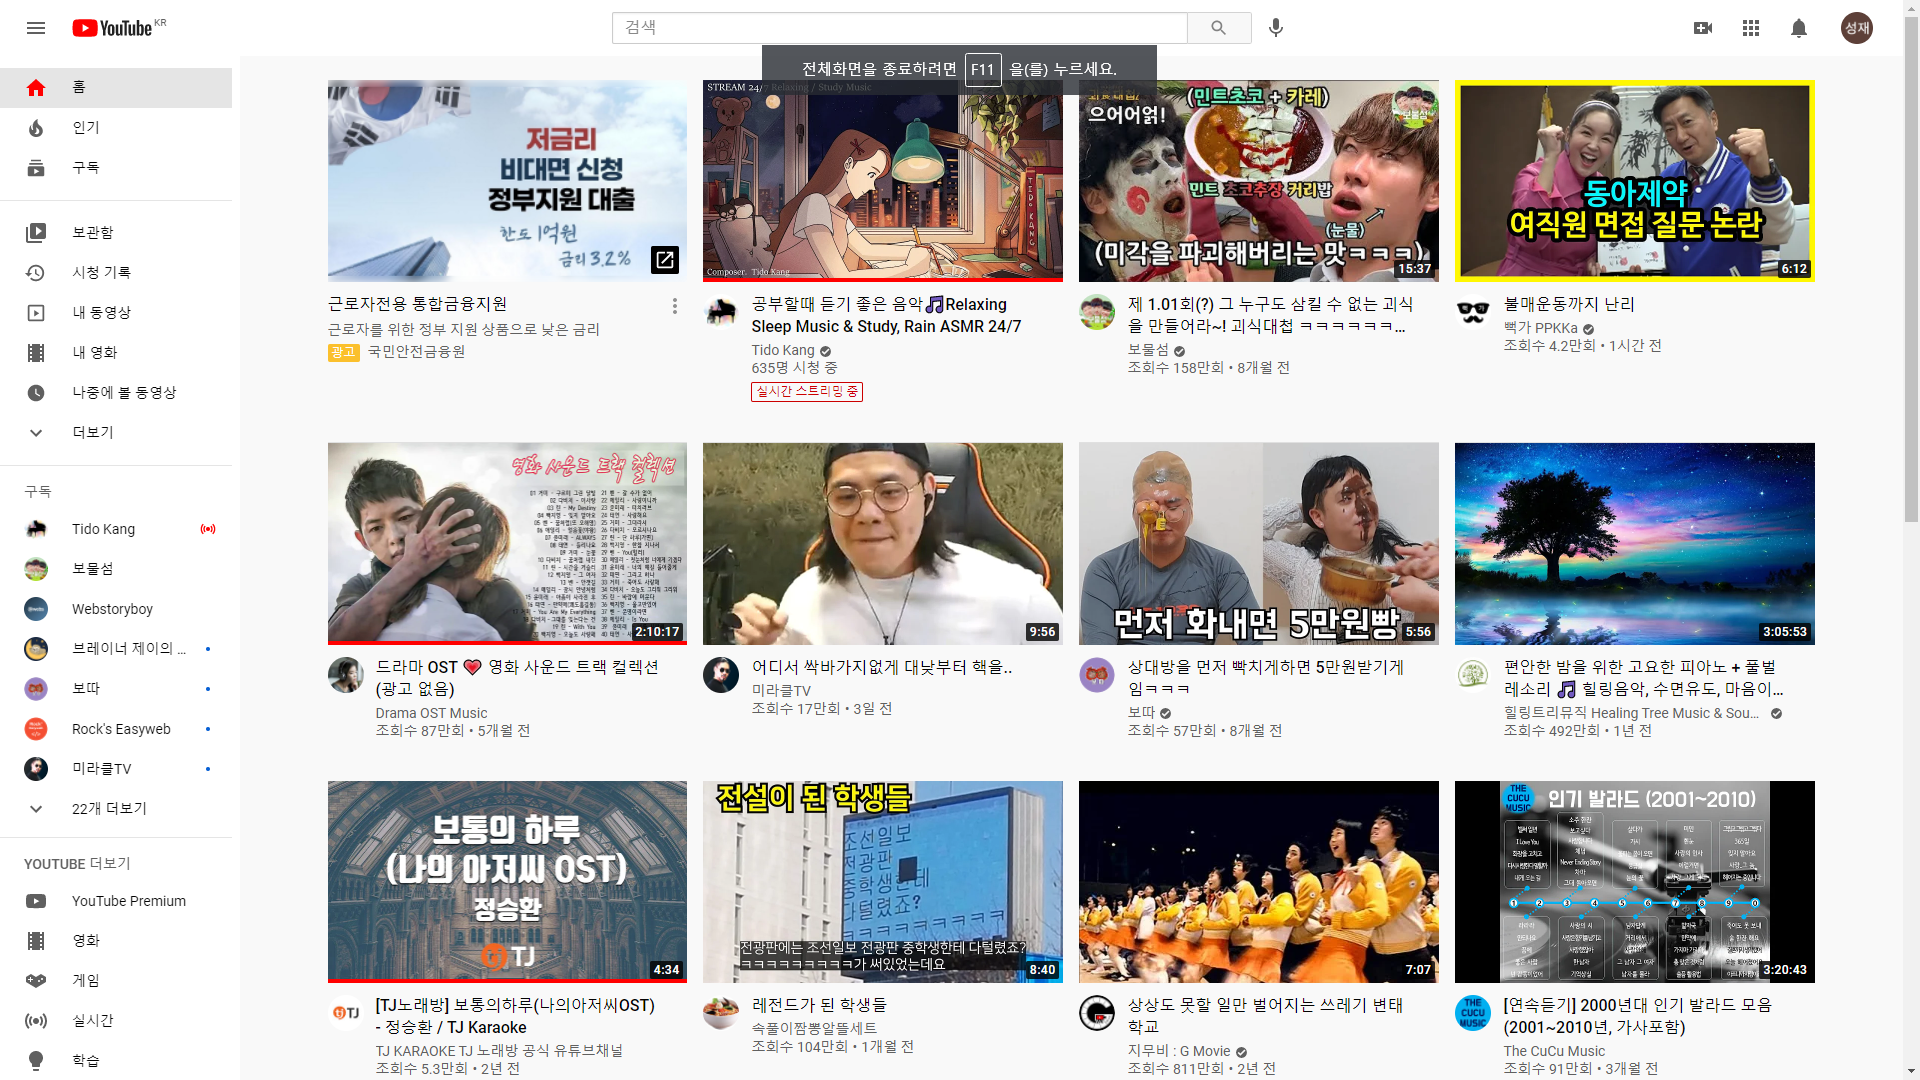 YouTube KR
검색
성재
전체화면을 종료하려면 F11 을(를) 누르세요.
홈
인기
구독
보관함
시청 기록
내 동영상
내 영화
나중에 볼 동영상
더보기
구독
Tido Kang
보물섬
Webstoryboy
브레이너 제이의 ...
보따
Rock's Easyweb
미라클TV
22개 더보기
YOUTUBE 더보기
YouTube Premium
영화
게임
실시간
학습
저금리
비대면 신청
정부지원 대출
한도 1억원
금리 3.2%
근로자전용 통합금융지원
근로자를 위한 정부 지원 상품으로 낮은 금리
광고 국민안전금융원
STREAM 24/7 Relaxing / Study Music
TIDO KANG
Composer. Tido Kang
공부할때 듣기 좋은 음악🎵Relaxing
Sleep Music & Study, Rain ASMR 24/7
Tido Kang
635명 시청 중
실시간 스트리밍 중
(민트초코 + 카레)
으어어얽!
보물섬
민트 초코추장 커리밥
(눈물)
(미각을 파괴해버리는 맛ㅋㅋㅋ)
15:37
제 1.01회(?) 그 누구도 삼킬 수 없는 괴식
을 만들어라~! 괴식대첩 ㅋㅋㅋㅋㅋㅋ...
보물섬
조회수 158만회 • 8개월 전
동아제약
여직원 면접 질문 논란
6:12
불매운동까지 난리
뻑가 PPKKa
조회수 4.2만회 • 1시간 전
영화 사운드 트랙 컬렉션
2:10:17
드라마 OST 💗 영화 사운드 트랙 컬렉션
(광고 없음)
Drama OST Music
조회수 87만회 • 5개월 전
9:56
어디서 싹바가지없게 대낮부터 핵을..
미라클TV
조회수 17만회 • 3일 전
먼저 화내면 5만원빵
5:56
상대방을 먼저 빡치게하면 5만원받기게
임ㅋㅋㅋ
보따
조회수 57만회 • 8개월 전
3:05:53
편안한 밤을 위한 고요한 피아노 + 풀벌
레소리 🎵 힐링음악, 수면유도, 마음이...
힐링트리뮤직 Healing Tree Music & Sou...
조회수 492만회 • 1년 전
보통의 하루
(나의 아저씨 OST)
정승환
TJ
4:34
TJ
[TJ노래방] 보통의하루(나의아저씨OST)
- 정승환 / TJ Karaoke
TJ KARAOKE TJ 노래방 공식 유튜브채널
조회수 5.3만회 • 2년 전
전설이 된 학생들
조선일보
전광판
중학생한테
다털렸죠?
ㅋㅋㅋㅋㅋㅋ
전광판에는 조선일보 전광판 중학생한테 다털렸죠?
ㅋㅋㅋㅋㅋㅋㅋㅋㅋ가 써있었는데요
8:40
레전드가 된 학생들
속풀이짬뽕알뜰세트
조회수 104만회 • 1개월 전
7:07
상상도 못할 일만 벌어지는 쓰레기 변태
학교
지무비 : G Movie
조회수 811만회 • 2년 전
THE CUCU MUSIC
인기 발라드 (2001~2010)
1 2 3 4 5 6 7 8 9 0
3:20:43
THE CUCU MUSIC
[연속듣기] 2000년대 인기 발라드 모음
(2001~2010년, 가사포함)
The CuCu Music
조회수 91만회 • 3개월 전